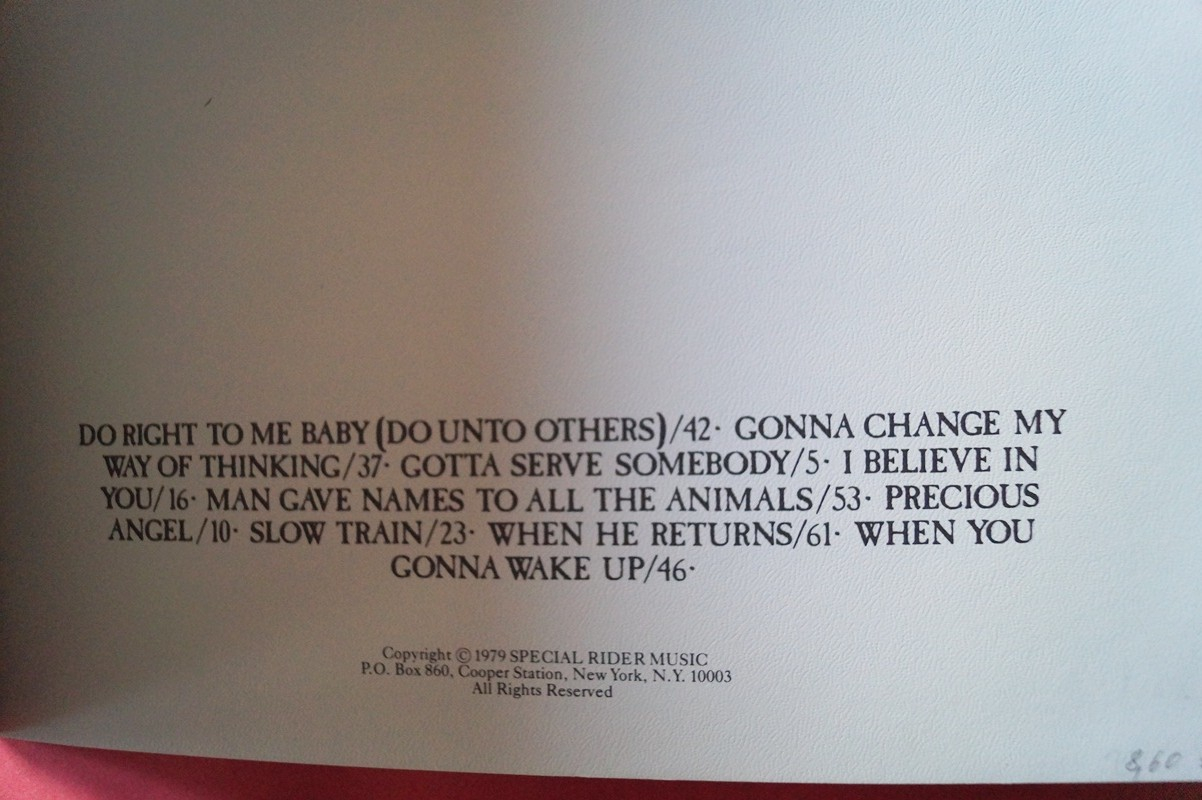 DO RIGHT TO ME BABY (DO UNTO OTHERS)/42· GONNA CHANGE MY
WAY OF THINKING/37· GOTTA SERVE SOMEBODY/5· I BELIEVE IN
YOU/16· MAN GAVE NAMES TO ALL THE ANIMALS/53· PRECIOUS
ANGEL/10· SLOW TRAIN/23· WHEN HE RETURNS/61· WHEN YOU
GONNA WAKE UP/46·
Copyright © 1979 SPECIAL RIDER MUSIC
P.O. Box 860, Cooper Station, New York, N.Y. 10003
All Rights Reserved
8,60